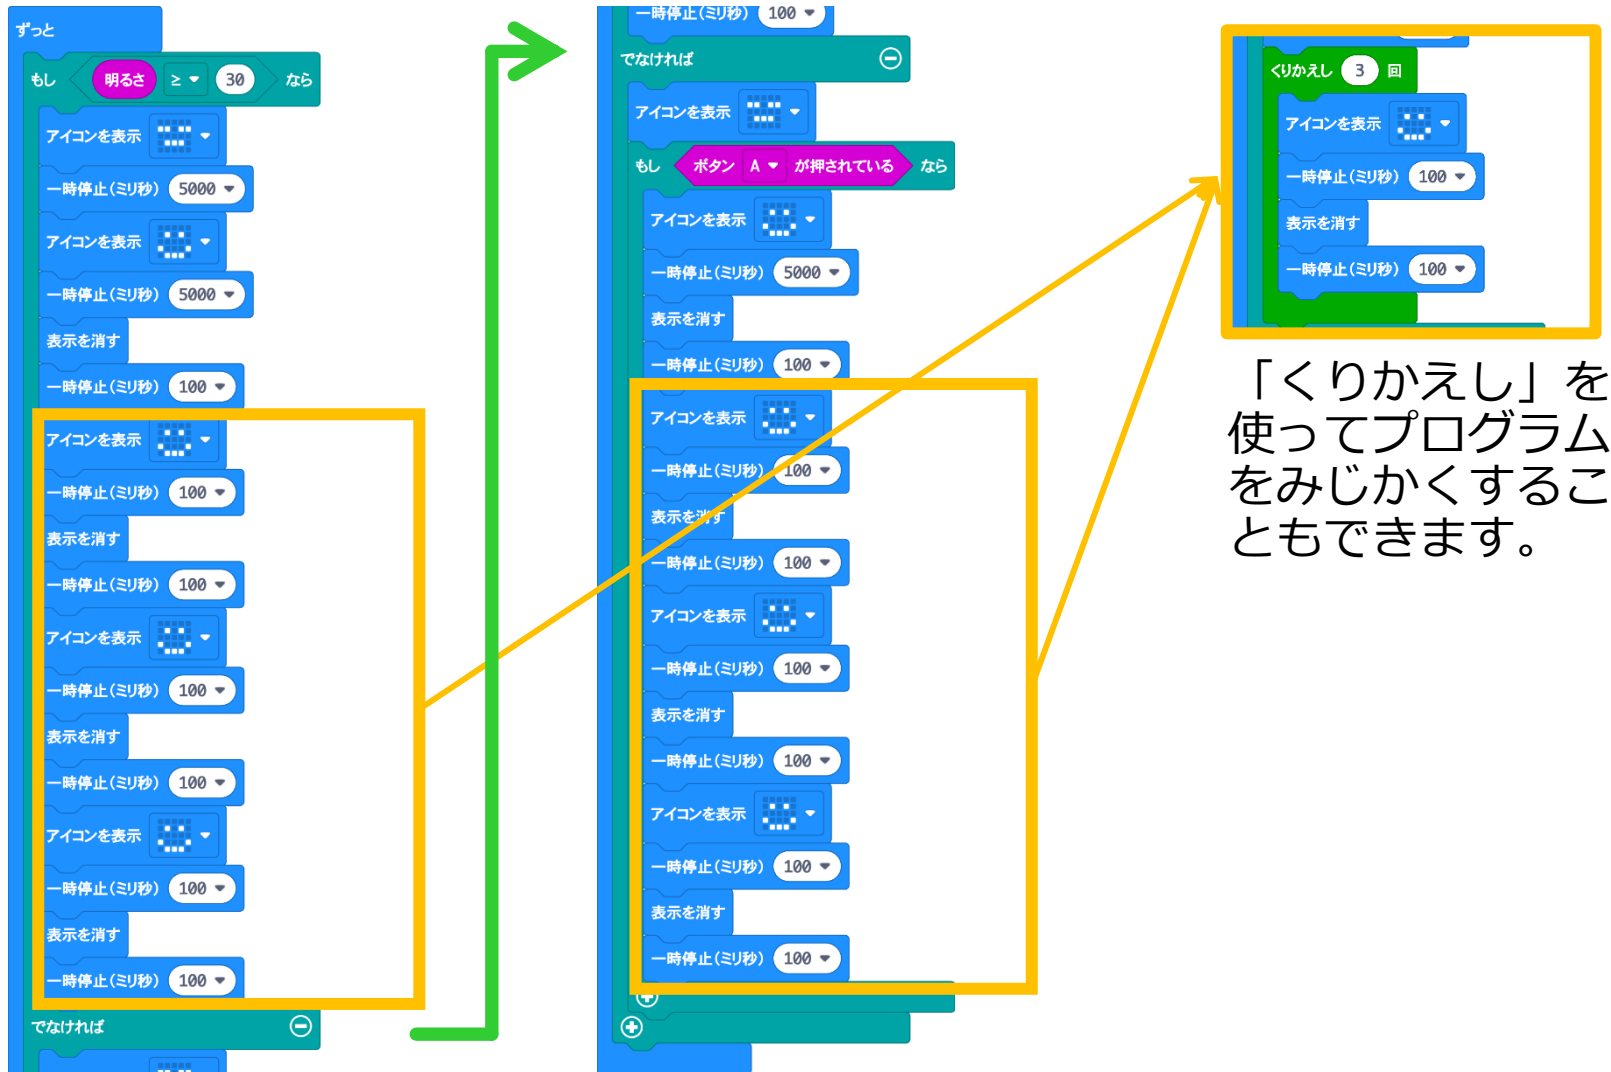 ずっと
もし 明るさ ≥ 30 なら
アイコンを表示
一時停止(ミリ秒) 5000
アイコンを表示
一時停止(ミリ秒) 5000
表示を消す
一時停止(ミリ秒) 100
アイコンを表示
一時停止(ミリ秒) 100
表示を消す
一時停止(ミリ秒) 100
アイコンを表示
一時停止(ミリ秒) 100
表示を消す
一時停止(ミリ秒) 100
アイコンを表示
一時停止(ミリ秒) 100
表示を消す
一時停止(ミリ秒) 100
でなければ
一時停止(ミリ秒) 100
でなければ
アイコンを表示
もし ボタン A が押されている なら
アイコンを表示
一時停止(ミリ秒) 5000
表示を消す
一時停止(ミリ秒) 100
アイコンを表示
一時停止(ミリ秒) 100
表示を消す
一時停止(ミリ秒) 100
アイコンを表示
一時停止(ミリ秒) 100
表示を消す
一時停止(ミリ秒) 100
アイコンを表示
一時停止(ミリ秒) 100
表示を消す
一時停止(ミリ秒) 100
くりかえし 3 回
アイコンを表示
一時停止(ミリ秒) 100
表示を消す
一時停止(ミリ秒) 100
「くりかえし」を
使ってプログラム
をみじかくするこ
ともできます。